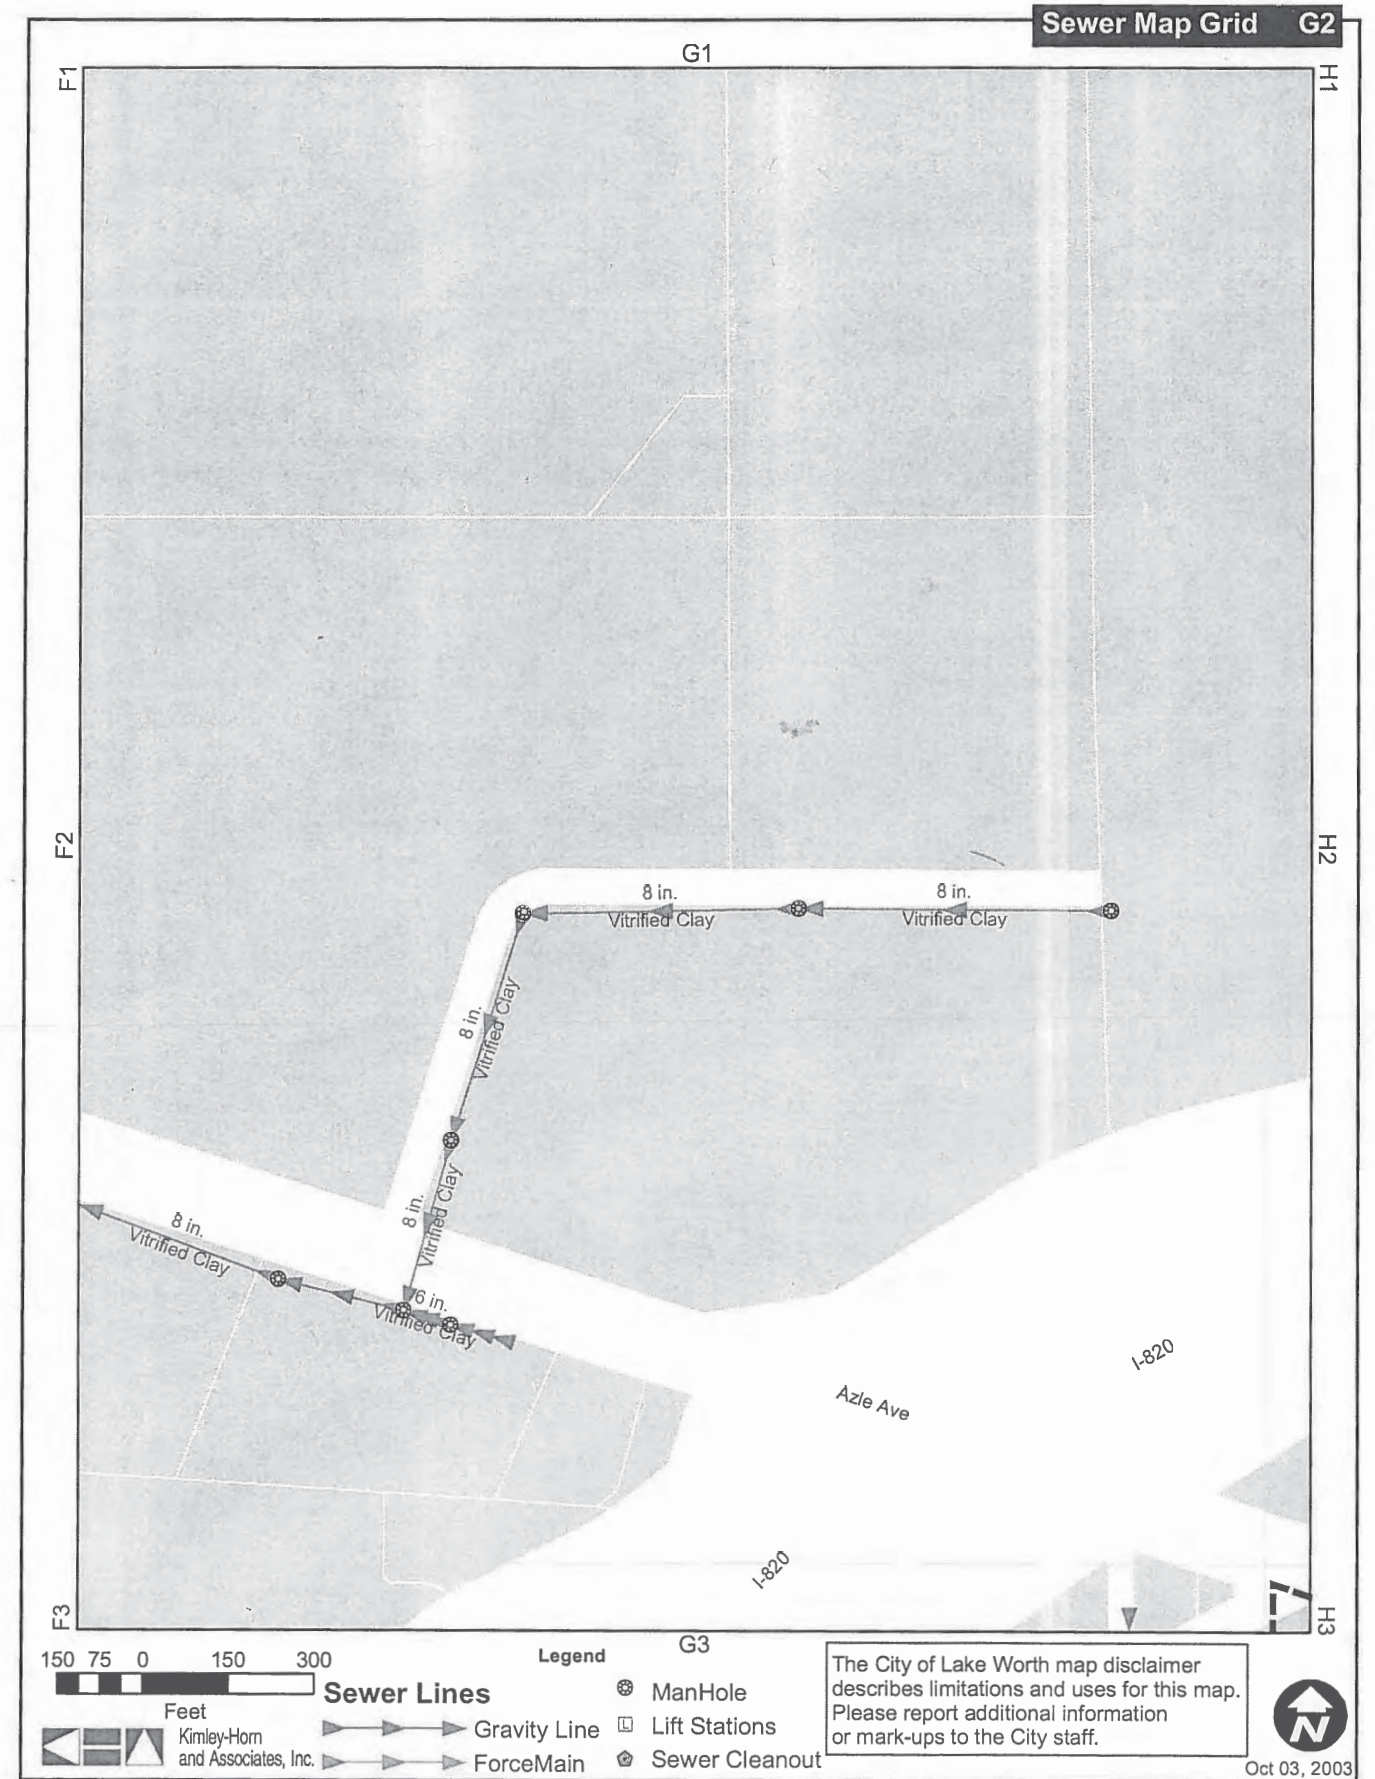 Sewer Map Grid G2
G1
F1
H1
F2
H2
8 in.
Vitrified Clay
8 in.
Vitrified Clay
8 in.
Vitrified Clay
8 in.
Vitrified Clay
8 in.
Vitrified Clay
6 in.
Vitrified Clay
I-820
Azle Ave
I-820
F3
H3
G3
150 75 0 150 300
Feet
Kimley-Horn
and Associates, Inc.
Legend
Sewer Lines
Gravity Line
ForceMain
ManHole
L Lift Stations
Sewer Cleanout
The City of Lake Worth map disclaimer
describes limitations and uses for this map.
Please report additional information
or mark-ups to the City staff.
N
Oct 03, 2003